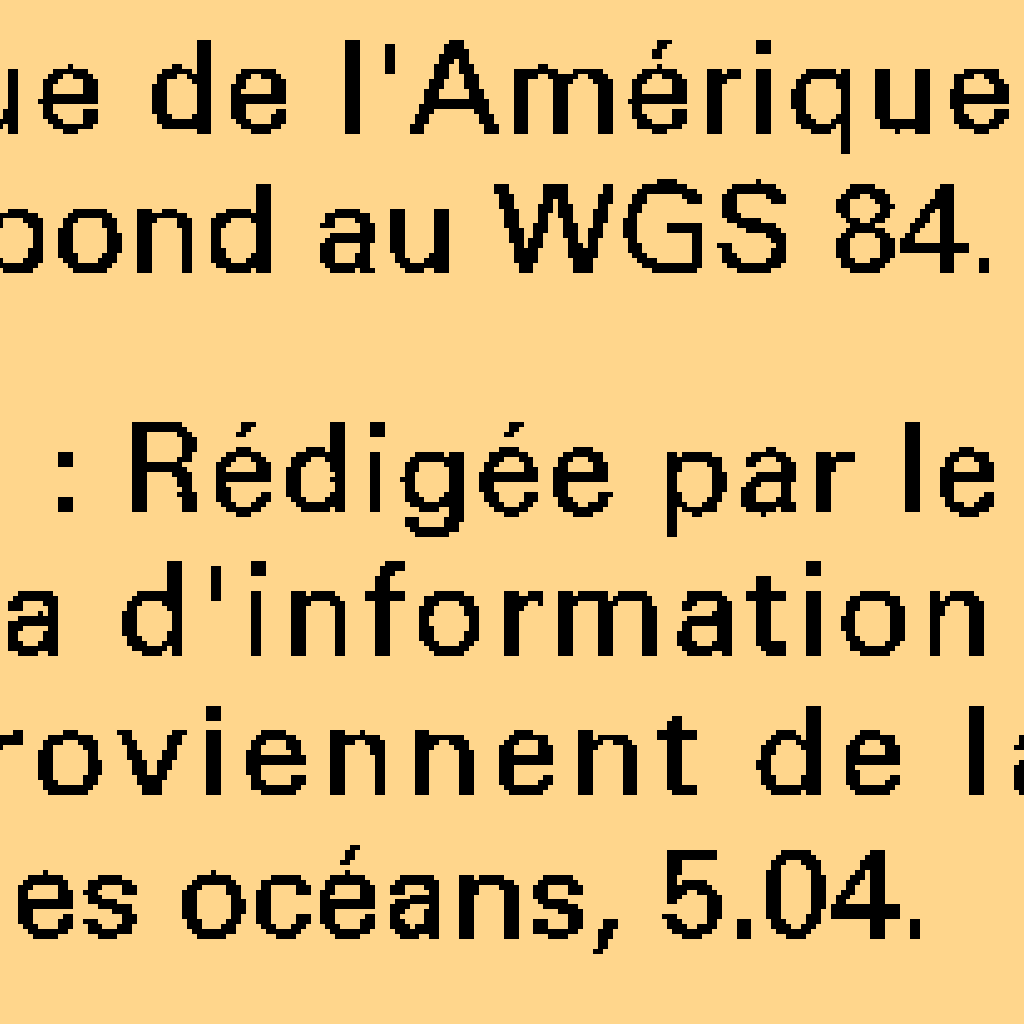 ue de l'Amérique
pond au WGS 84.
: Rédigée par le
a d'information
roviennent de la
es océans, 5.04.